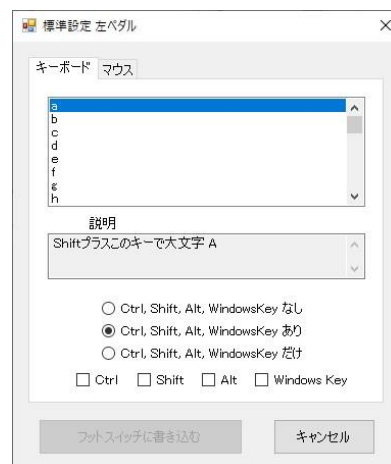 標準設定 左ペダル
キーボード マウス
a
b
c
d
e
f
g
h
説明
Shiftプラスこのキーで大文字 A
Ctrl, Shift, Alt, WindowsKey なし
Ctrl, Shift, Alt, WindowsKey あり
Ctrl, Shift, Alt, WindowsKey だけ
Ctrl Shift Alt Windows Key
フットスイッチに書き込む キャンセル